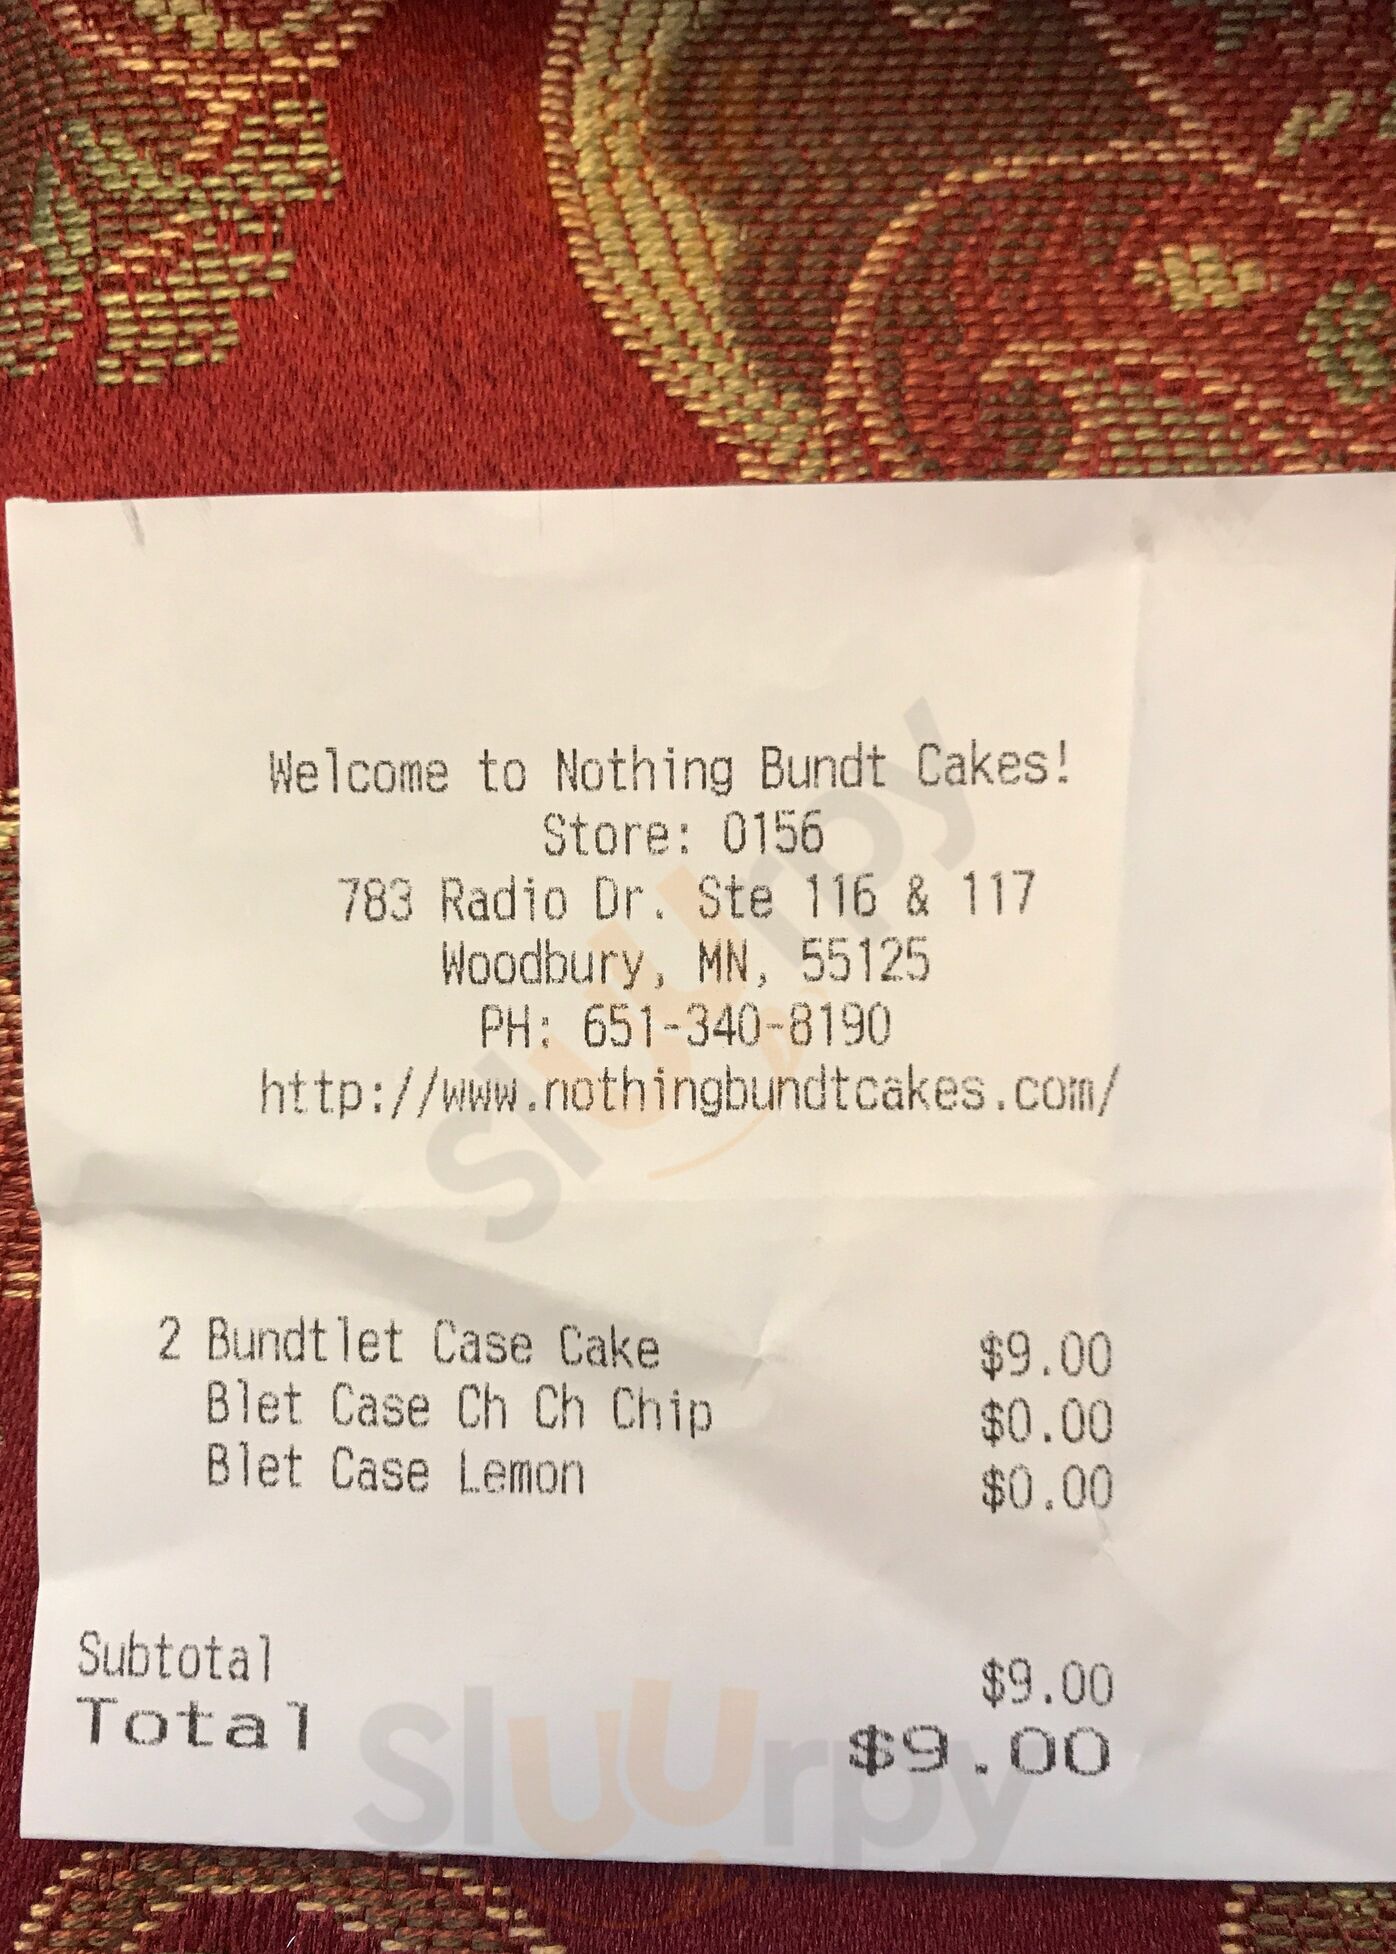 Welcome to Nothing Bundt Cakes!
Store: 0156
783 Radio Dr. Ste 116 & 117
Woodbury, MN, 55125
PH: 651-340-8190
http://www.nothingbundtcakes.com/
2 Bundtlet Case Cake $9.00
Blet Case Ch Ch Chip $0.00
Blet Case Lemon $0.00
Subtotal $9.00
Total $9.00
Sluurpy
Sluurpy